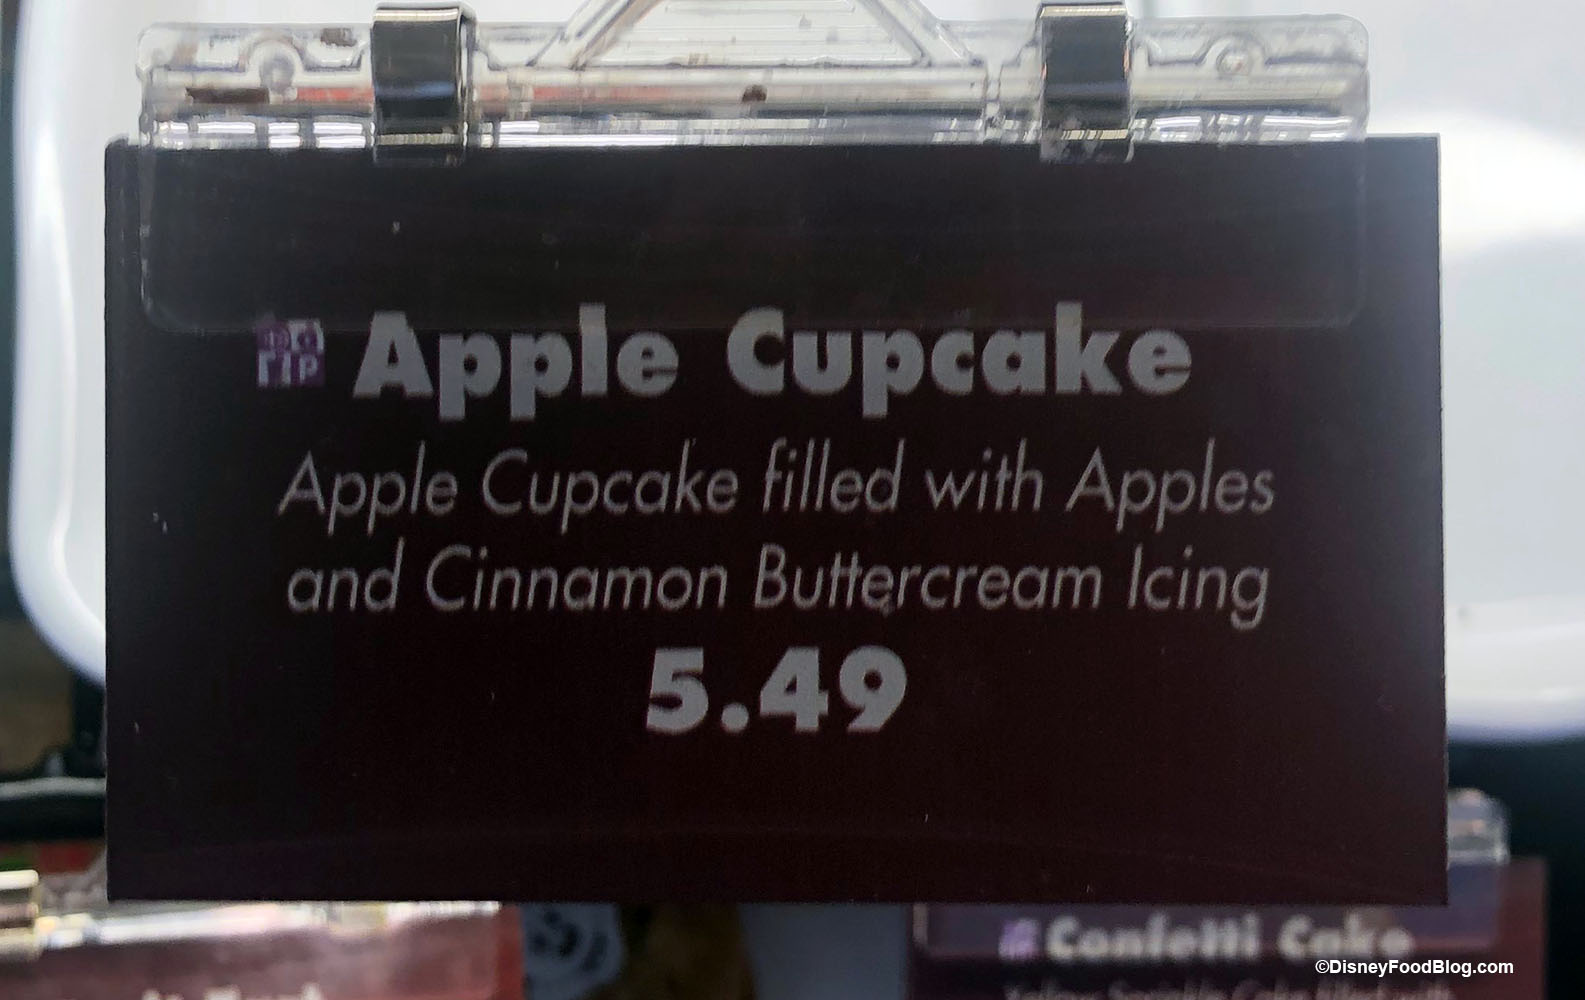 Apple Cupcake
Apple Cupcake filled with Apples
and Cinnamon Buttercream Icing
5.49
Confetti Cake
©DisneyFoodBlog.com